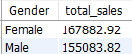 Gender total_sales
Female 167882.92
Male 155083.82